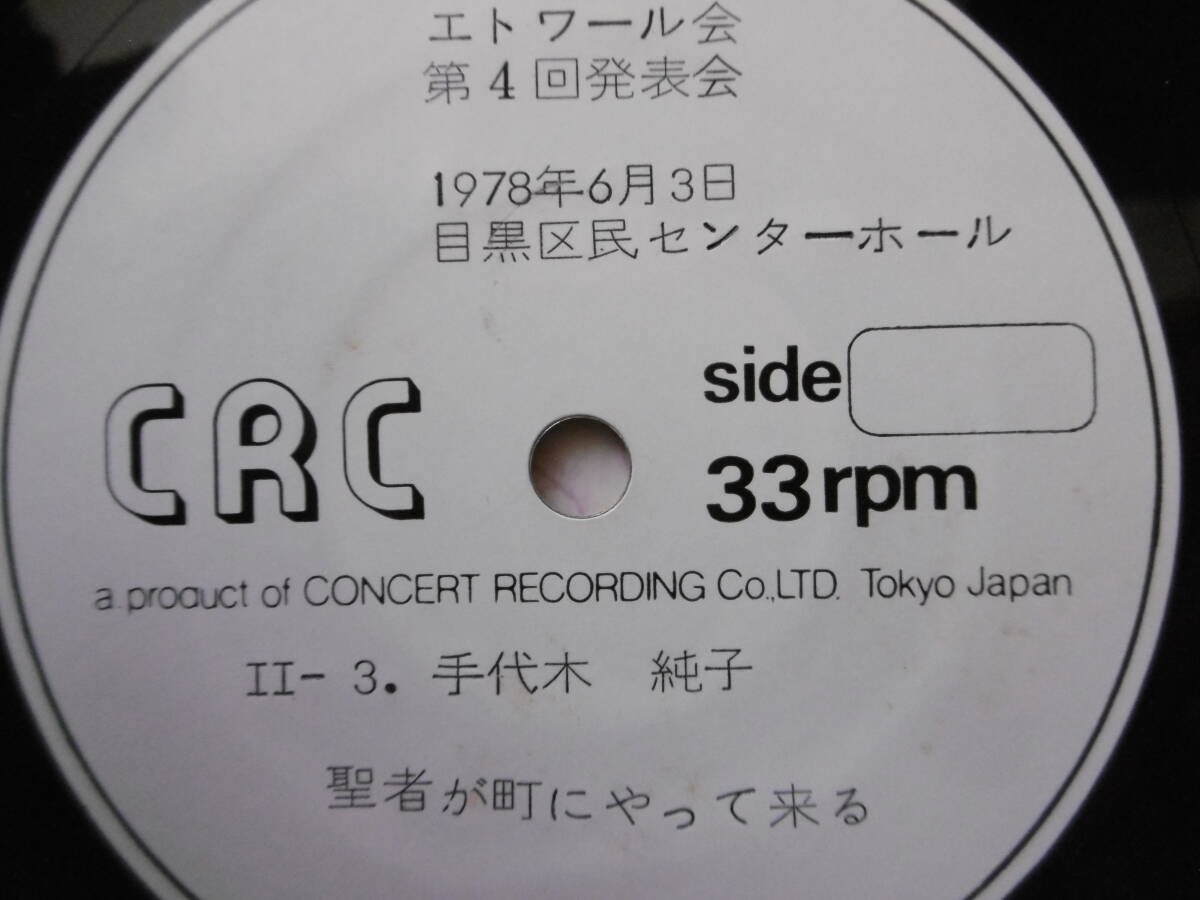 エトワール会
第4回発表会
1978年6月3日
目黒区民センターホール
CRC
side
33rpm
a product of CONCERT RECORDING Co.,LTD. Tokyo Japan
II-3. 手代木 純子
聖者が町にやって来る